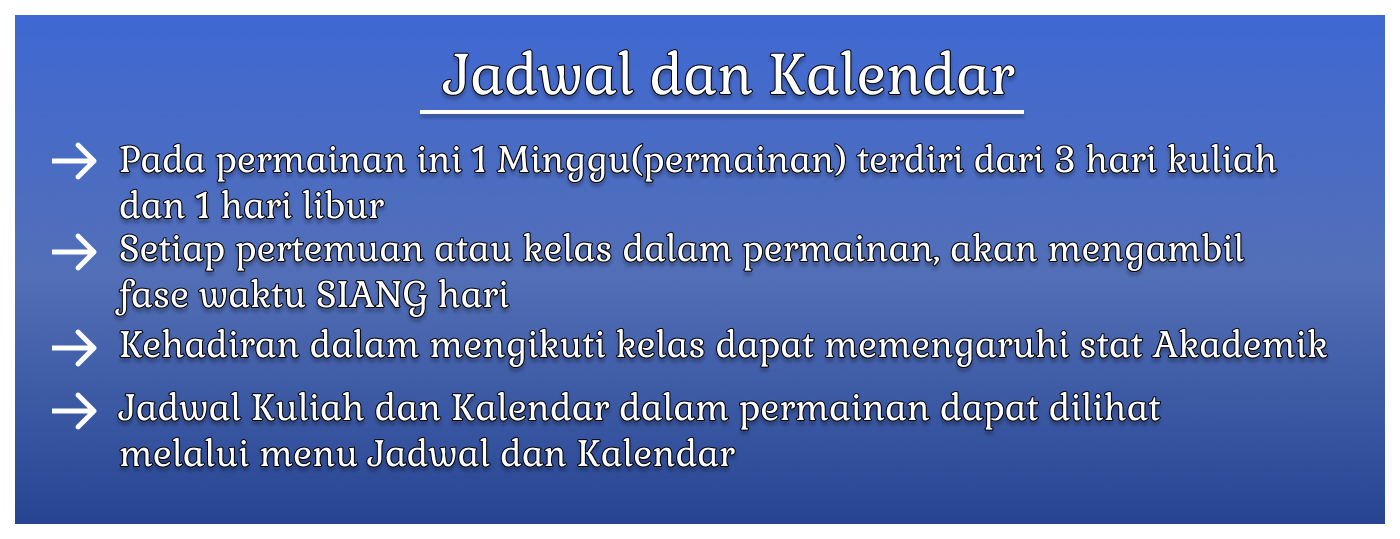 Jadwal dan Kalendar
→ Pada permainan ini 1 Minggu(permainan) terdiri dari 3 hari kuliah
dan 1 hari libur
→ Setiap pertemuan atau kelas dalam permainan, akan mengambil
fase waktu SIANG hari
→ Kehadiran dalam mengikuti kelas dapat memengaruhi stat Akademik
→ Jadwal Kuliah dan Kalendar dalam permainan dapat dilihat
melalui menu Jadwal dan Kalendar